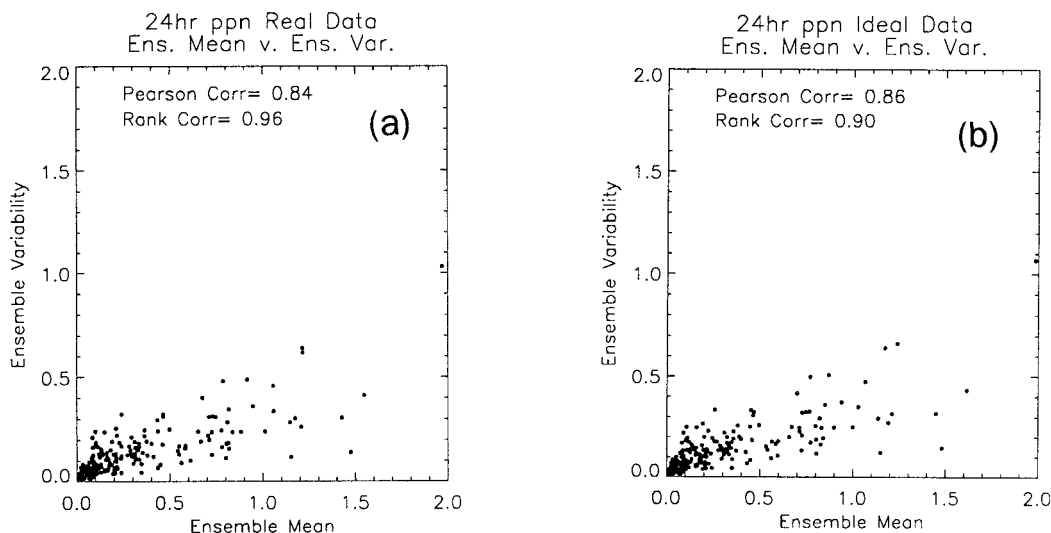 24hr ppn Real Data
Ens. Mean v. Ens. Var.
2.0
1.5
1.0
0.5
0.0
Ensemble Variability
Pearson Corr= 0.84
Rank Corr= 0.96
(a)
0.0 0.5 1.0 1.5 2.0
Ensemble Mean
24hr ppn Ideal Data
Ens. Mean v. Ens. Var.
2.0
1.5
1.0
0.5
0.0
Ensemble Variability
Pearson Corr= 0.86
Rank Corr= 0.90
(b)
0.0 0.5 1.0 1.5 2.0
Ensemble Mean